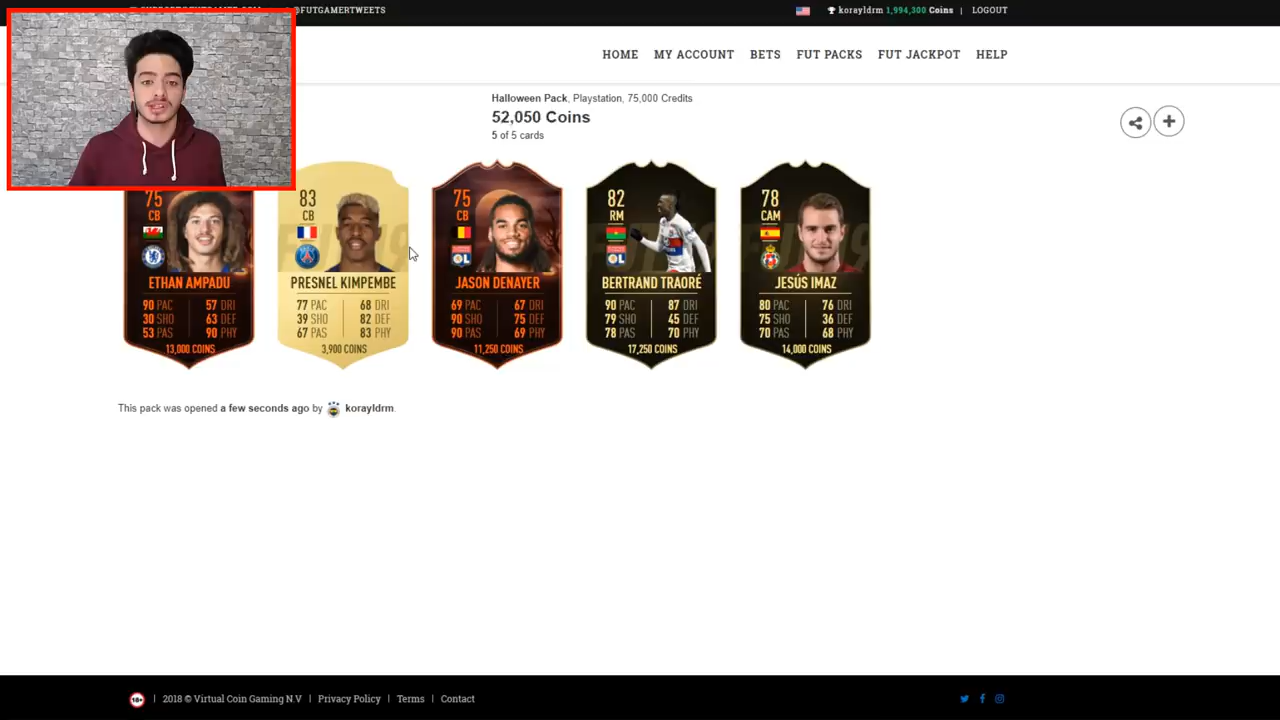 @FUTGAMERTWEETS
korayldrm 1,994,300 Coins | LOGOUT
HOME MY ACCOUNT BETS FUT PACKS FUT JACKPOT HELP
Halloween Pack, Playstation, 75,000 Credits
52,050 Coins
5 of 5 cards
75
CB
ETHAN AMPADU
90 PAC 57 DRI
30 SHO 63 DEF
53 PAS 90 PHY
13,000 COINS
83
CB
PRESNEL KIMPEMBE
77 PAC 68 DRI
39 SHO 82 DEF
67 PAS 83 PHY
3,900 COINS
75
CB
JASON DENAYER
69 PAC 67 DRI
90 SHO 75 DEF
90 PAS 69 PHY
11,250 COINS
82
RM
BERTRAND TRAORÉ
90 PAC 87 DRI
79 SHO 45 DEF
78 PAS 70 PHY
17,250 COINS
78
CAM
JESÚS IMAZ
80 PAC 76 DRI
75 SHO 36 DEF
70 PAS 68 PHY
14,000 COINS
This pack was opened a few seconds ago by korayldrm.
18+ | 2018 © Virtual Coin Gaming N.V | Privacy Policy | Terms | Contact